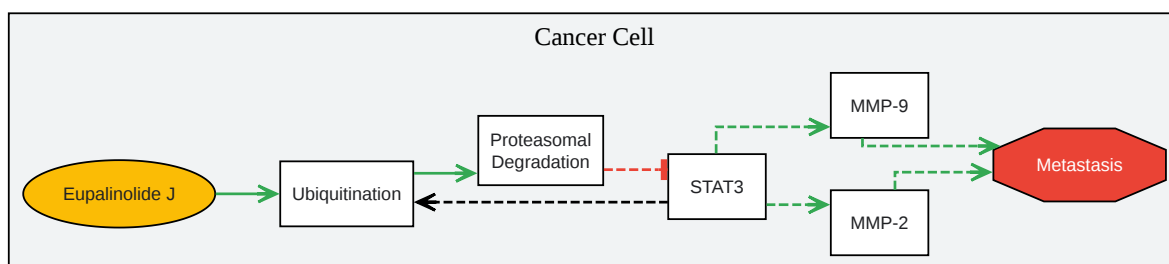 Cancer Cell
Eupalinolide J
Ubiquitination
Proteasomal
Degradation
STAT3
MMP-9
MMP-2
Metastasis